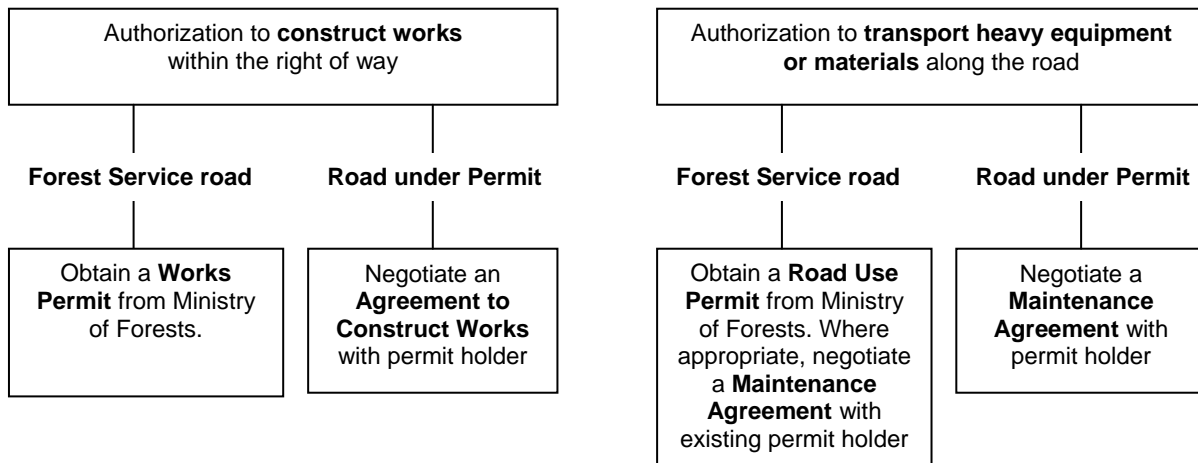 Authorization to construct works
within the right of way
Forest Service road
Road under Permit
Obtain a Works
Permit from Ministry
of Forests.
Negotiate an
Agreement to
Construct Works
with permit holder
Authorization to transport heavy equipment
or materials along the road
Forest Service road
Road under Permit
Obtain a Road Use
Permit from Ministry
of Forests. Where
appropriate, negotiate
a Maintenance
Agreement with
existing permit holder
Negotiate a
Maintenance
Agreement with
permit holder